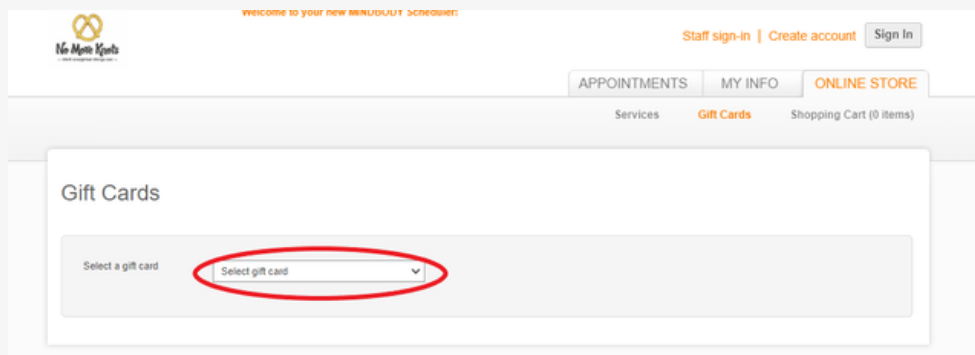 Welcome to your new MINDBODY Scheduler!
No More Knots
Staff sign-in | Create account Sign In
APPOINTMENTS MY INFO ONLINE STORE
Services Gift Cards Shopping Cart (0 items)
Gift Cards
Select a gift card Select gift card